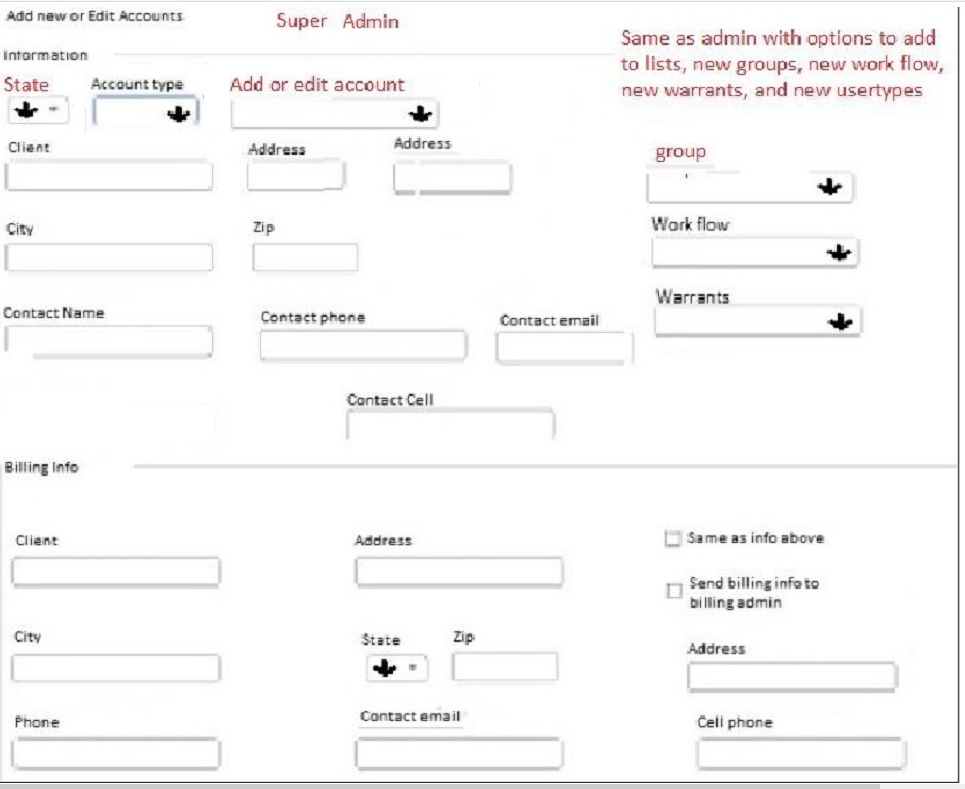 Add new or Edit Accounts
Super Admin
Same as admin with options to add
to lists, new groups, new work flow,
new warrants, and new usertypes
Information
State
Account type
Add or edit account
Client
Address
Address
group
City
Zip
Work flow
Warrants
Contact Name
Contact phone
Contact email
Contact Cell
Billing Info
Client
Address
Same as info above
Send billing info to
billing admin
City
State
Zip
Address
Phone
Contact email
Cell phone